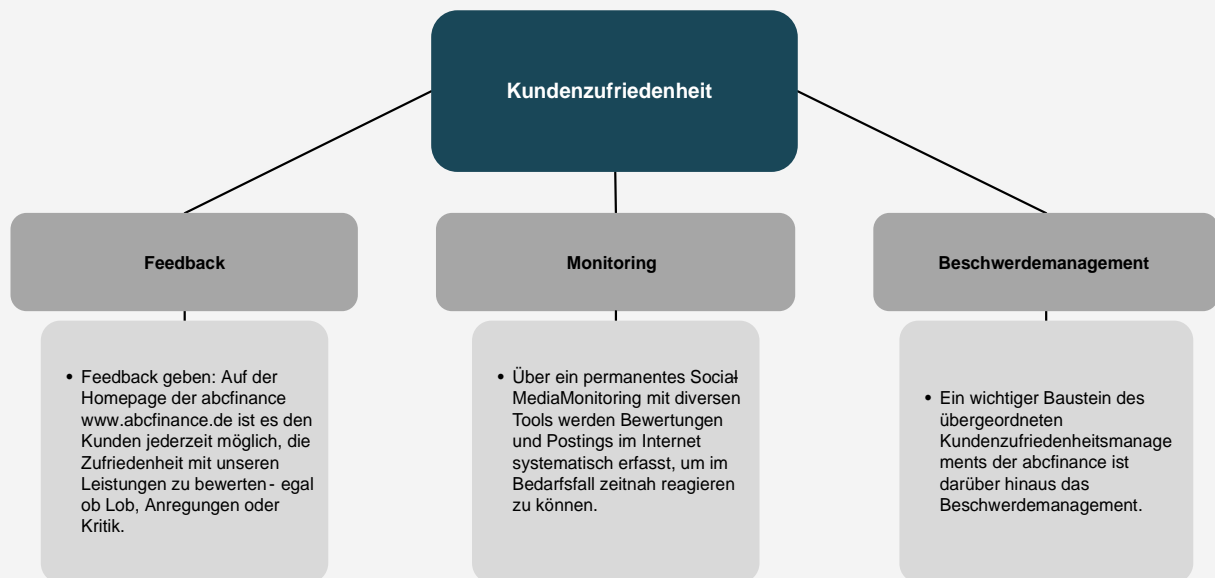 Kundenzufriedenheit
Feedback
Monitoring
Beschwerdemanagement
• Feedback geben: Auf der
Homepage der abcfinance
www.abcfinance.de ist es den
Kunden jederzeit möglich, die
Zufriedenheit mit unseren
Leistungen zu bewerten - egal
ob Lob, Anregungen oder
Kritik.
• Über ein permanentes Social-
MediaMonitoring mit diversen
Tools werden Bewertungen
und Postings im Internet
systematisch erfasst, um im
Bedarfsfall zeitnah reagieren
zu können.
• Ein wichtiger Baustein des
übergeordneten
Kundenzufriedenheitsmanage
ments der abcfinance ist
darüber hinaus das
Beschwerdemanagement.